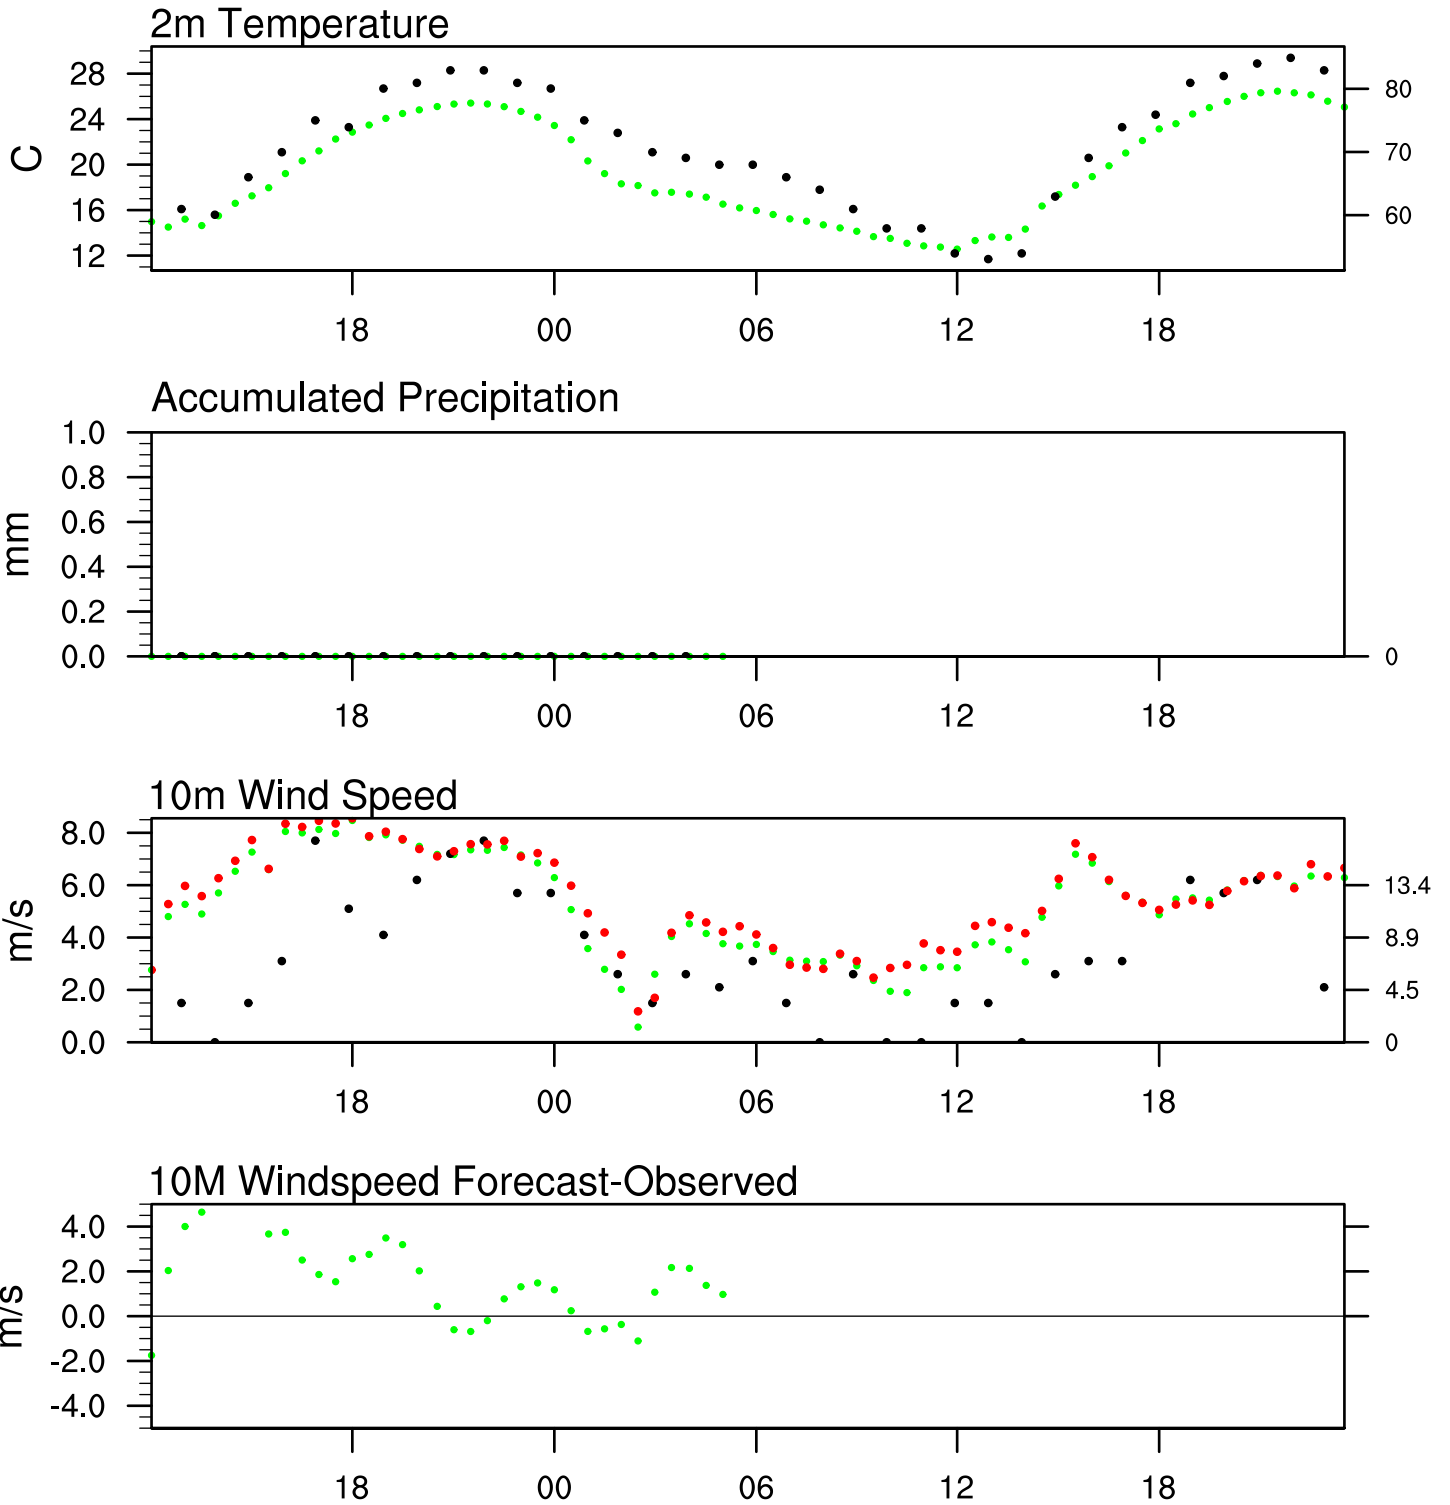 2m Temperature
C
28
24
20
16
12
80
70
60
18 00 06 12 18
Accumulated Precipitation
mm
1.0
0.8
0.6
0.4
0.2
0.0
0
18 00 06 12 18
10m Wind Speed
m/s
8.0
6.0
4.0
2.0
0.0
13.4
8.9
4.5
0
18 00 06 12 18
10M Windspeed Forecast-Observed
m/s
4.0
2.0
0.0
-2.0
-4.0
18 00 06 12 18